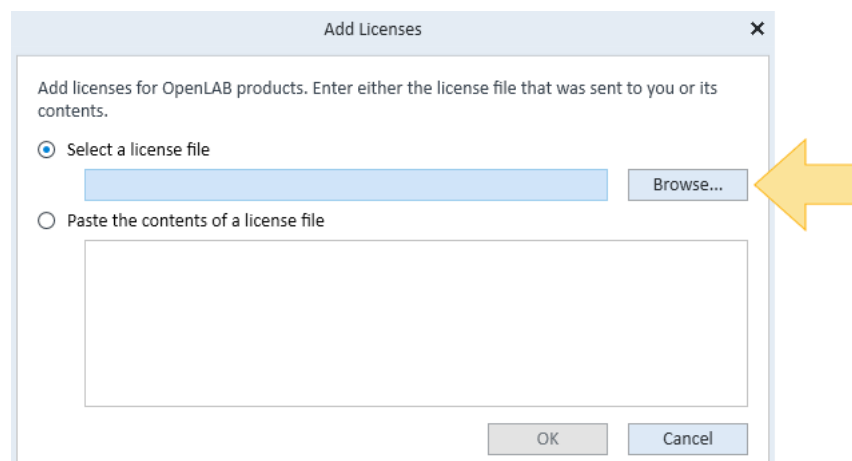 Add Licenses
Add licenses for OpenLAB products. Enter either the license file that was sent to you or its
contents.
Select a license file
Browse...
Paste the contents of a license file
OK
Cancel